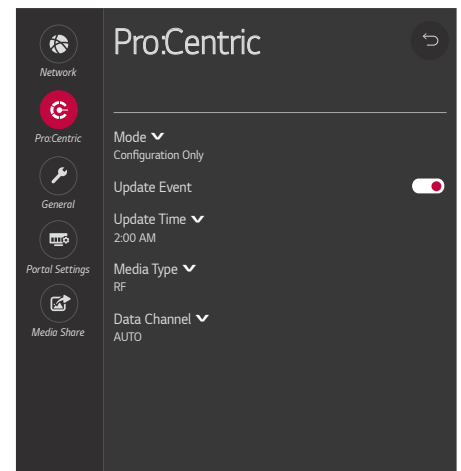 Pro:Centric
Network
Pro:Centric
General
Portal Settings
Media Share
Mode
Configuration Only
Update Event
Update Time
2:00 AM
Media Type
RF
Data Channel
AUTO